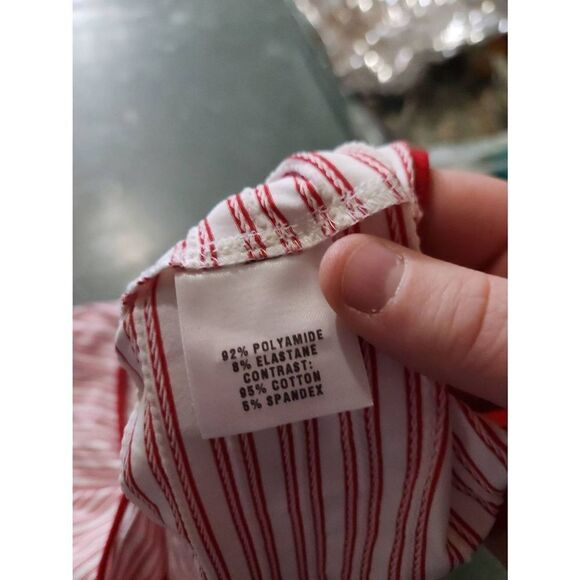 92% POLYAMIDE
8% ELASTANE
CONTRAST:
95% COTTON
5% SPANDEX